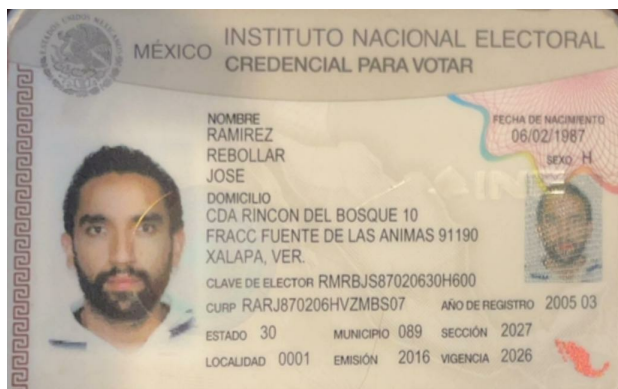 MÉXICO
INSTITUTO NACIONAL ELECTORAL
CREDENCIAL PARA VOTAR
NOMBRE
RAMIREZ
REBOLLAR
JOSE
FECHA DE NACIMIENTO
06/02/1987
SEXO H
DOMICILIO
CDA RINCON DEL BOSQUE 10
FRACC FUENTE DE LAS ANIMAS 91190
XALAPA, VER.
CLAVE DE ELECTOR RMRBJS87020630H600
CURP RARJ870206HVZMBS07 AÑO DE REGISTRO 2005 03
ESTADO 30 MUNICIPIO 089 SECCIÓN 2027
LOCALIDAD 0001 EMISIÓN 2016 VIGENCIA 2026